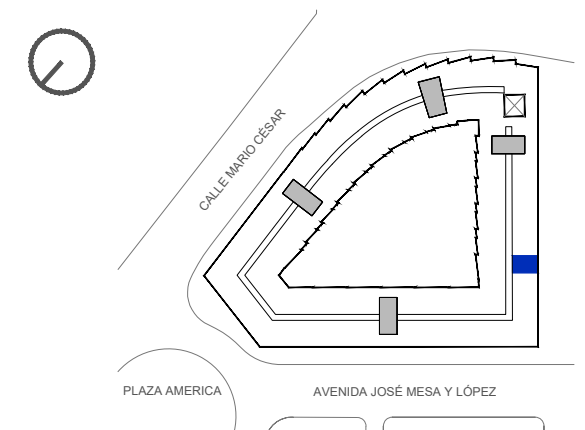 CALLE MARIO CÉSAR
PLAZA AMERICA
AVENIDA JOSÉ MESA Y LÓPEZ